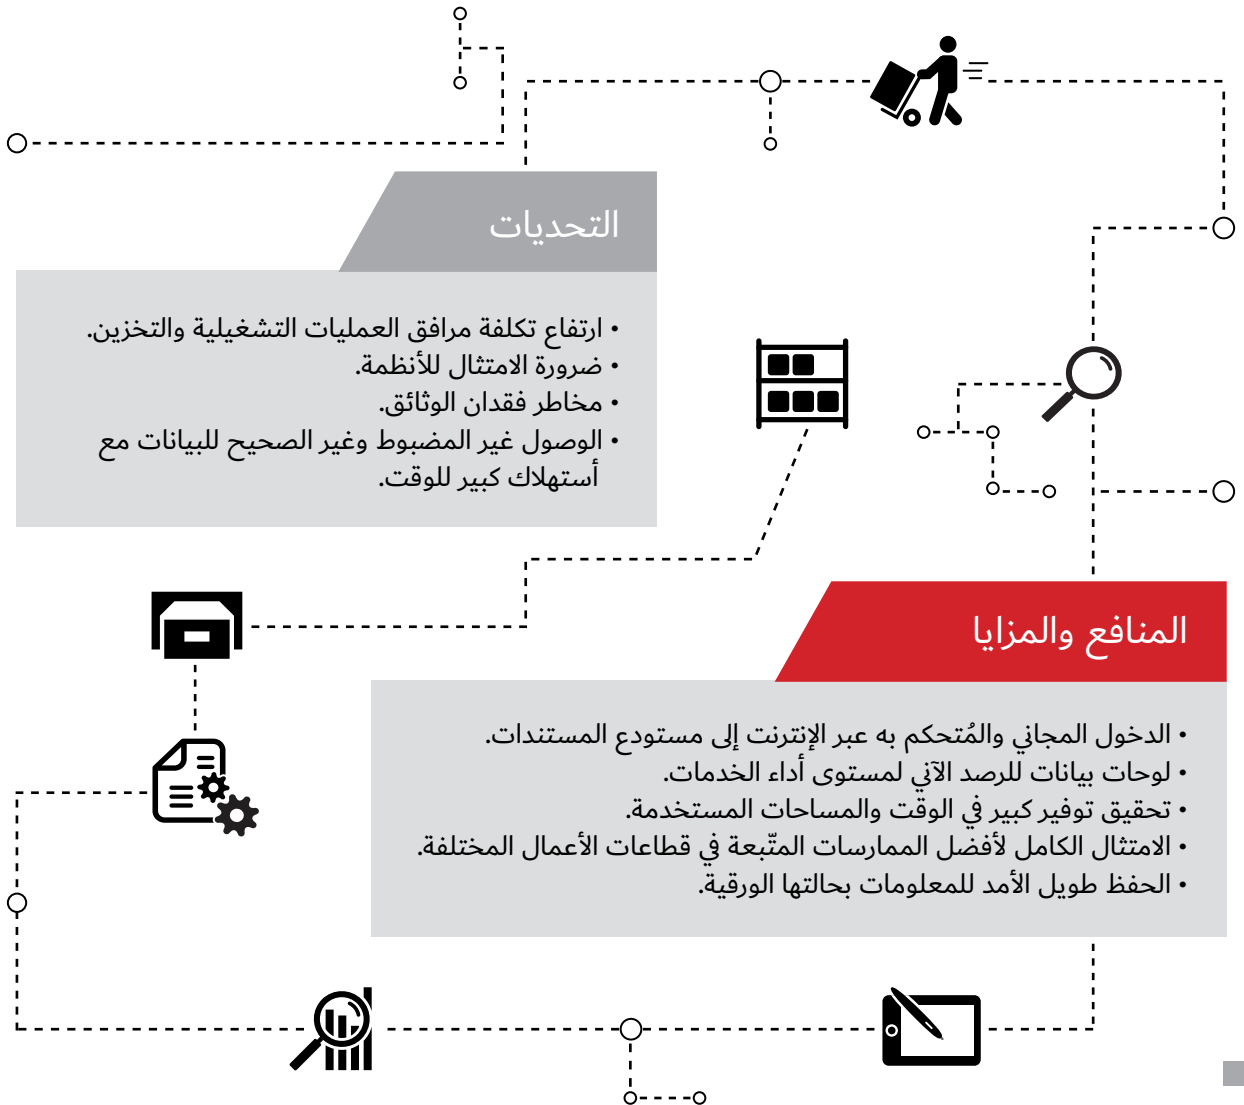 التحديات
• ارتفاع تكلفة مرافق العمليات التشغيلية والتخزين.
• ضرورة الامتثال للأنظمة.
• مخاطر فقدان الوثائق.
• الوصول غير المضبوط وغير الصحيح للبيانات مع
أستهلاك كبير للوقت.
المنافع والمزايا
• الدخول المجاني والمُتحكم به عبر الإنترنت إلى مستودع المستندات.
• لوحات بيانات للرصد الآني لمستوى أداء الخدمات.
• تحقيق توفير كبير في الوقت والمساحات المستخدمة.
• الامتثال الكامل لأفضل الممارسات المتّبعة في قطاعات الأعمال المختلفة.
• الحفظ طويل الأمد للمعلومات بحالتها الورقية.